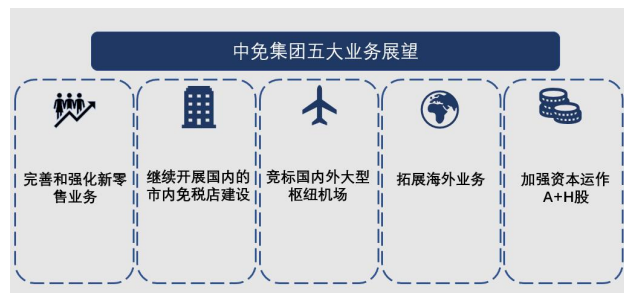 中免集团五大业务展望
完善和强化新零
售业务
继续开展国内的
市内免税店建设
竞标国内外大型
枢纽机场
拓展海外业务
加强资本运作
A+H股